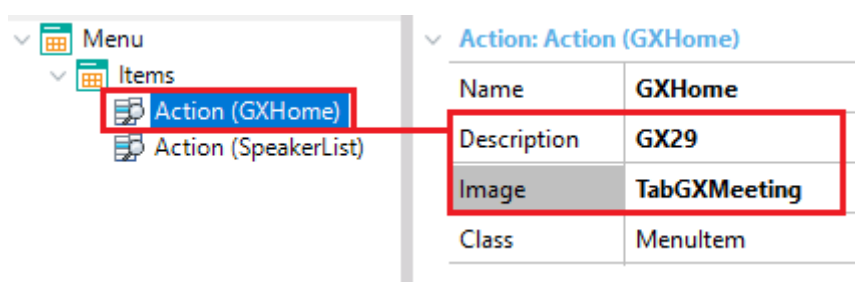 Menu
Items
Action (GXHome)
Action (SpeakerList)
Action: Action (GXHome)
Name GXHome
Description GX29
Image TabGXMeeting
Class MenuItem